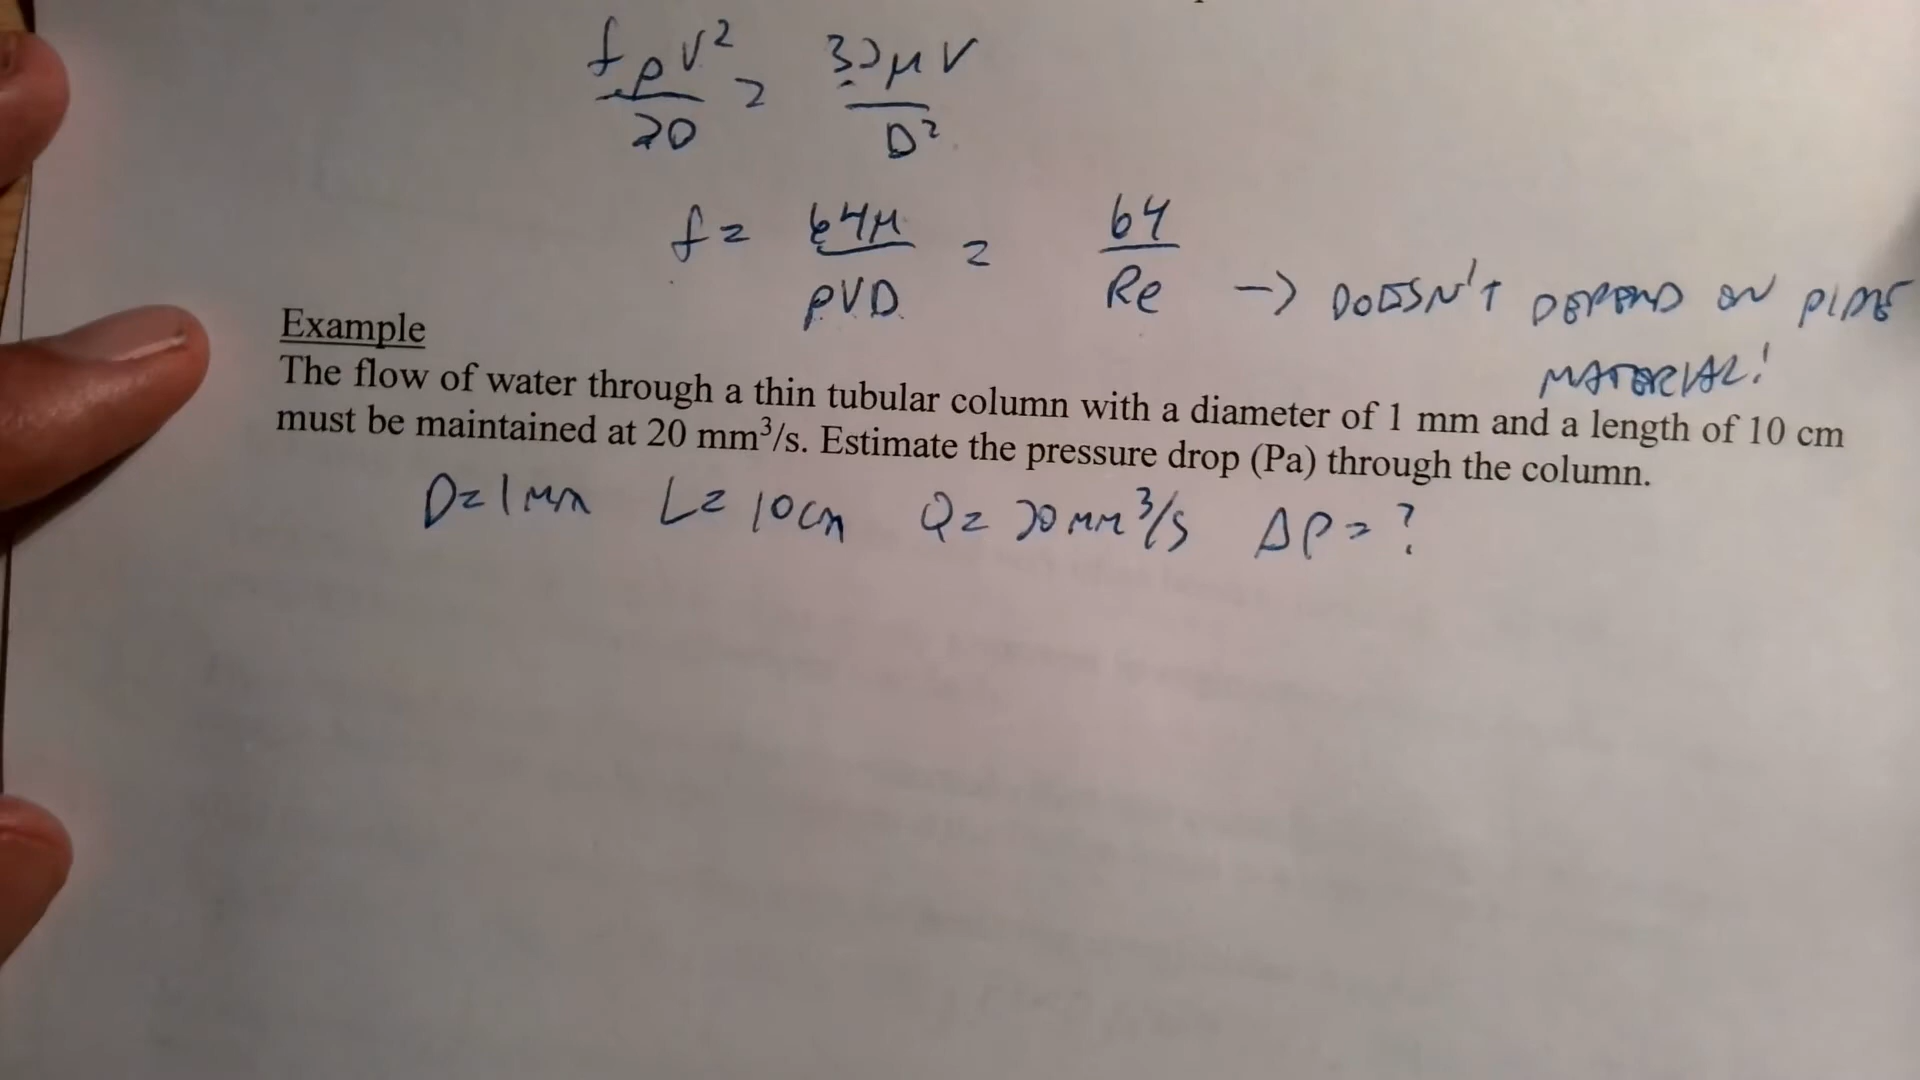 fρV² / 2D = 32μV / D²
f = 64μ / ρVD = 64 / Re → DOESN'T DEPEND ON PIPE
MATERIAL!
Example
The flow of water through a thin tubular column with a diameter of 1 mm and a length of 10 cm
must be maintained at 20 mm³/s. Estimate the pressure drop (Pa) through the column.
D = 1mm L = 10cm Q = 20mm³/s ΔP = ?